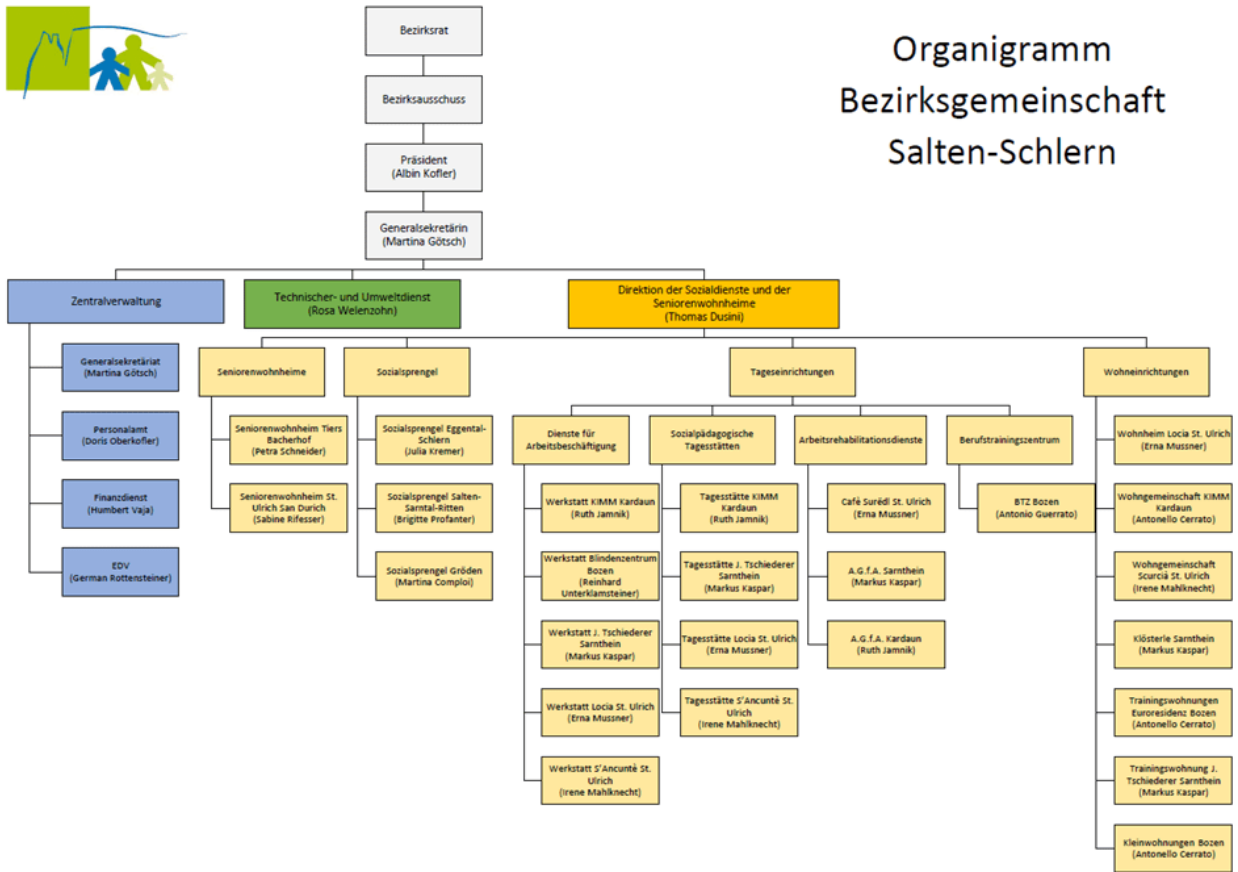 Organigramm
Bezirksgemeinschaft
Salten-Schlern
Bezirksrat
Bezirksausschuss
Präsident
(Albin Kofler)
Generalsekretärin
(Martina Götsch)
Zentralverwaltung
Technischer- und Umweltdienst
(Rosa Welenzohn)
Direktion der Sozialdienste und der
Seniorenwohnheime
(Thomas Dusini)
Generalsekretäriat
(Martina Götsch)
Personalamt
(Doris Oberkofler)
Finanzdienst
(Humbert Vaja)
EDV
(German Rottensteiner)
Seniorenwohnheime
Seniorenwohnheim Tiers
Bacherhof
(Petra Schneider)
Seniorenwohnheim St.
Ulrich San Durich
(Sabine Rifesser)
Sozialsprengel
Sozialsprengel Eggental-
Schlern
(Julia Kremer)
Sozialsprengel Salten-
Sarntal-Ritten
(Brigitte Profanter)
Sozialsprengel Gröden
(Martina Comploi)
Tageseinrichtungen
Dienste für
Arbeitsbeschäftigung
Werkstatt KIMM Kardaun
(Ruth Jamnik)
Werkstatt Blindenzentrum
Bozen
(Reinhard
Unterklamsteiner)
Werkstatt J. Tschiederer
Sarnthein
(Markus Kaspar)
Werkstatt Locia St. Ulrich
(Erna Mussner)
Werkstatt S'Ancuntè St.
Ulrich
(Irene Mahlknecht)
Sozialpädagogische
Tagesstätten
Tagesstätte KIMM
Kardaun
(Ruth Jamnik)
Tagesstätte J. Tschiederer
Sarnthein
(Markus Kaspar)
Tagesstätte Locia St. Ulrich
(Erna Mussner)
Tagesstätte S'Ancuntè St.
Ulrich
(Irene Mahlknecht)
Arbeitsrehabilitationsdienste
Cafè Surëdl St. Ulrich
(Erna Mussner)
A.G.f.A. Sarnthein
(Markus Kaspar)
A.G.f.A. Kardaun
(Ruth Jamnik)
Berufstrainingszentrum
BTZ Bozen
(Antonio Guerrato)
Wohneinrichtungen
Wohnheim Locia St. Ulrich
(Erna Mussner)
Wohngemeinschaft KIMM
Kardaun
(Antonello Cerrato)
Wohngemeinschaft
Scurcià St. Ulrich
(Irene Mahlknecht)
Klösterle Sarnthein
(Markus Kaspar)
Trainingswohnungen
Euroresidenz Bozen
(Antonello Cerrato)
Trainingswohnung J.
Tschiederer Sarnthein
(Markus Kaspar)
Kleinwohnungen Bozen
(Antonello Cerrato)